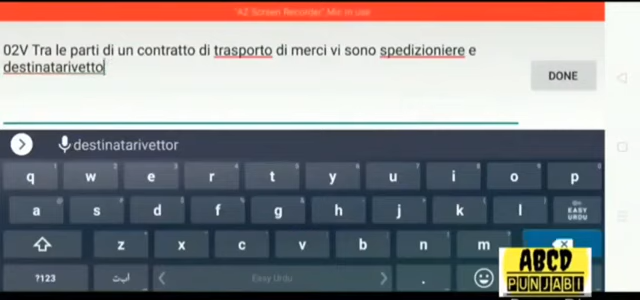 "AZ Screen Recorder" Mic in use
02V Tra le parti di un contratto di trasporto di merci vi sono spedizioniere e
destinatarivetto
DONE
destinatarivettor
q w e r t y u i o p
a s d f g h j k l EASY URDU
z x c v b n m
?123 Easy Urdu .
ABCD
PUNJABI